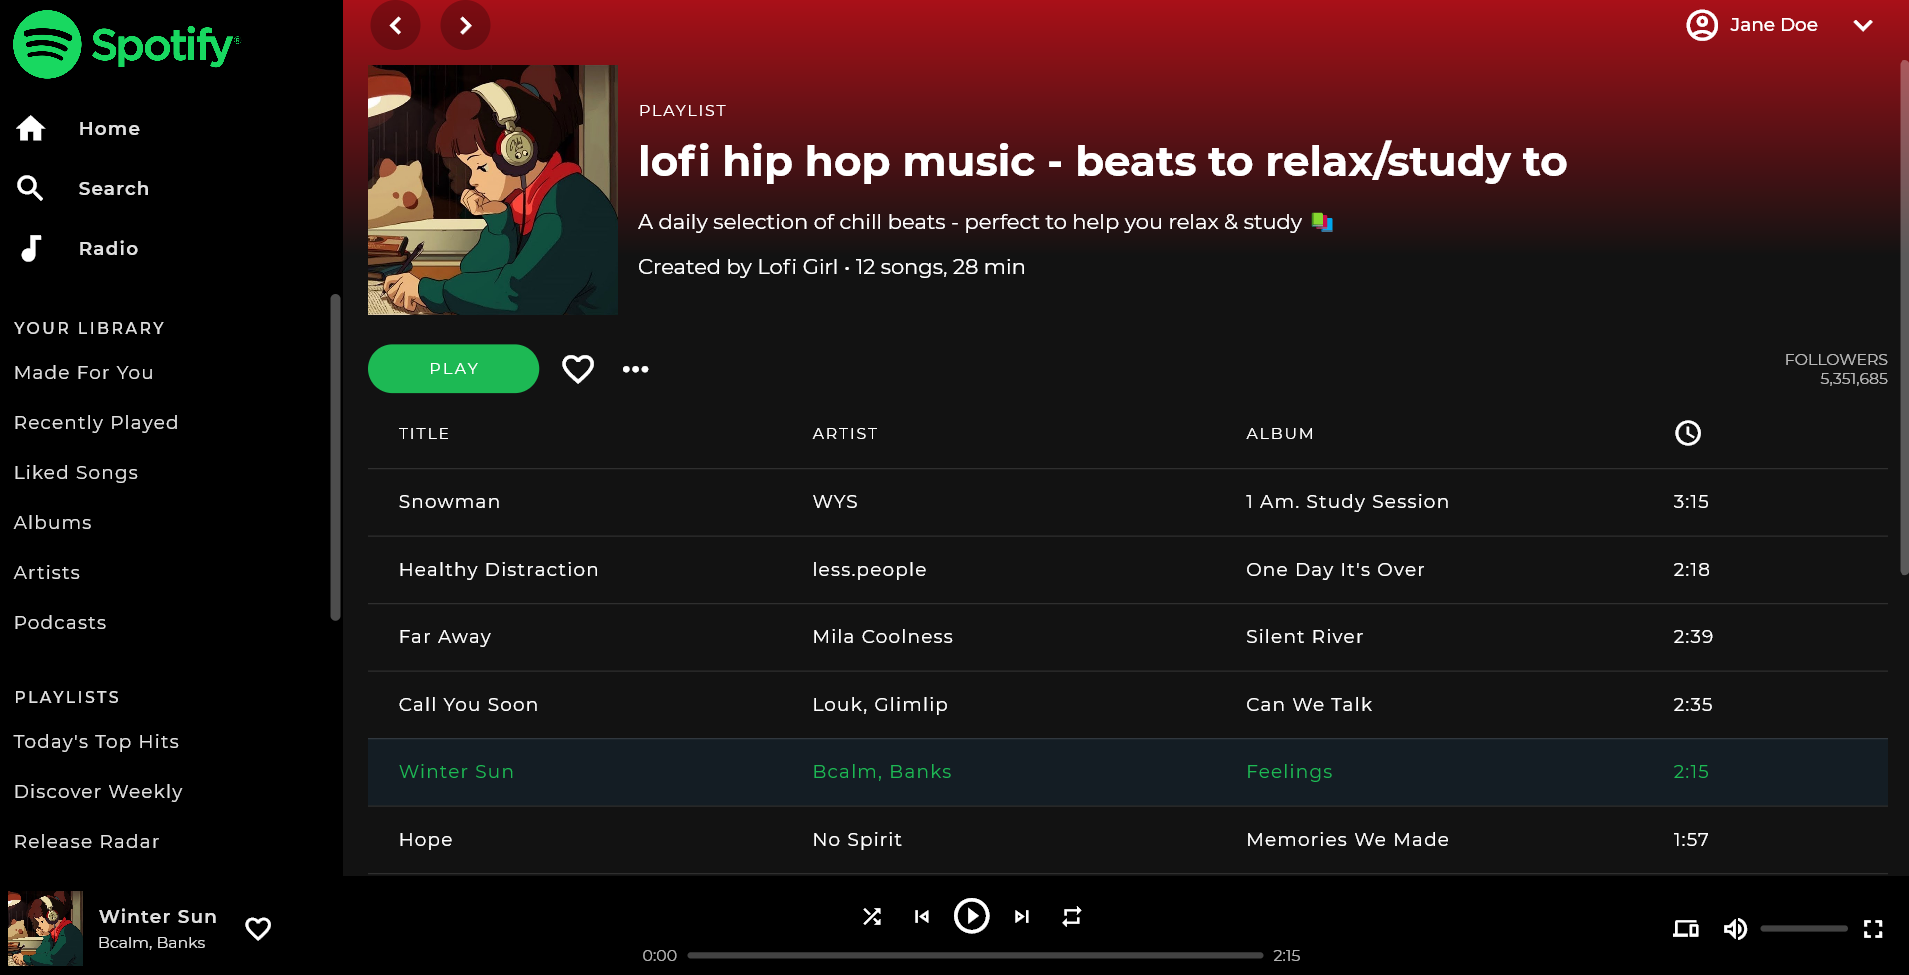 Spotify®
Home
Search
Radio
YOUR LIBRARY
Made For You
Recently Played
Liked Songs
Albums
Artists
Podcasts
PLAYLISTS
Today's Top Hits
Discover Weekly
Release Radar
Jane Doe
PLAYLIST
lofi hip hop music - beats to relax/study to
A daily selection of chill beats - perfect to help you relax & study 📚
Created by Lofi Girl • 12 songs, 28 min
PLAY
FOLLOWERS
5,351,685
TITLE ARTIST ALBUM
Snowman WYS 1 Am. Study Session 3:15
Healthy Distraction less.people One Day It's Over 2:18
Far Away Mila Coolness Silent River 2:39
Call You Soon Louk, Glimlip Can We Talk 2:35
Winter Sun Bcalm, Banks Feelings 2:15
Hope No Spirit Memories We Made 1:57
Winter Sun
Bcalm, Banks
0:00 2:15